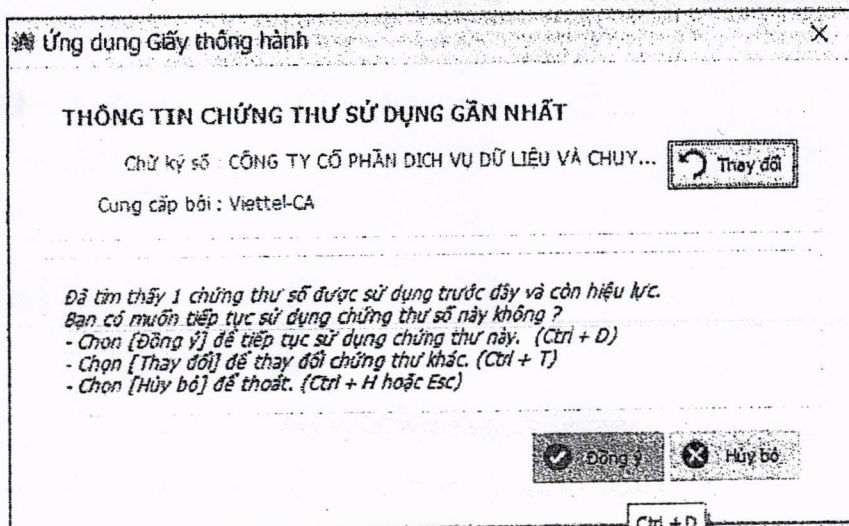 Ứng dụng Giấy thông hành
THÔNG TIN CHỨNG THƯ SỬ DỤNG GẦN NHẤT
Chữ ký số : CÔNG TY CỔ PHẦN DỊCH VỤ DỮ LIỆU VÀ CHUY... Thay đổi
Cung cấp bởi : Viettel-CA
Đã tìm thấy 1 chứng thư số được sử dụng trước đây và còn hiệu lực.
Bạn có muốn tiếp tục sử dụng chứng thư số này không ?
- Chọn [Đồng ý] để tiếp tục sử dụng chứng thư này. (Ctrl + D)
- Chọn [Thay đổi] để thay đổi chứng thư khác. (Ctrl + T)
- Chọn [Hủy bỏ] để thoát. (Ctrl + H hoặc Esc)
Đồng ý Hủy bỏ
Ctrl + D